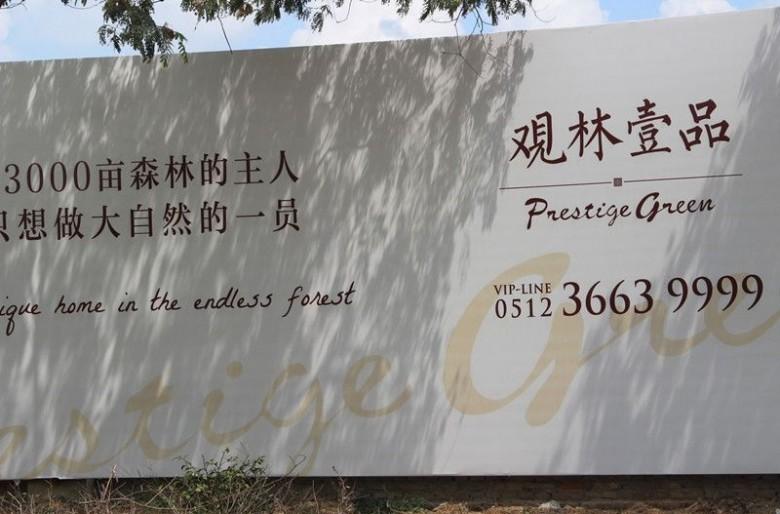 3000亩森林的主人
只想做大自然的一员
home in the endless forest
观林壹品
Prestige Green
VIP-LINE
0512 3663 9999